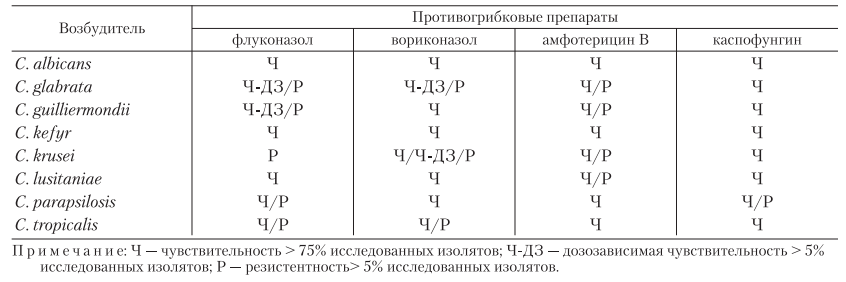 Возбудитель Противогрибковые препараты
флуконазол вориконазол амфотерицин В каспофунгин
C. albicans Ч Ч Ч Ч
C. glabrata Ч-ДЗ/Р Ч-ДЗ/Р Ч/Р Ч
C. guilliermondii Ч-ДЗ/Р Ч Ч/Р Ч
C. kefyr Ч Ч Ч Ч
C. krusei Р Ч/Ч-ДЗ/Р Ч/Р Ч
C. lusitaniae Ч Ч Ч/Р Ч
C. parapsilosis Ч/Р Ч Ч Ч/Р
C. tropicalis Ч/Р Ч/Р Ч Ч
Примечание: Ч — чувствительность > 75% исследованных изолятов; Ч-ДЗ — дозозависимая чувствительность > 5%
исследованных изолятов; Р — резистентность> 5% исследованных изолятов.